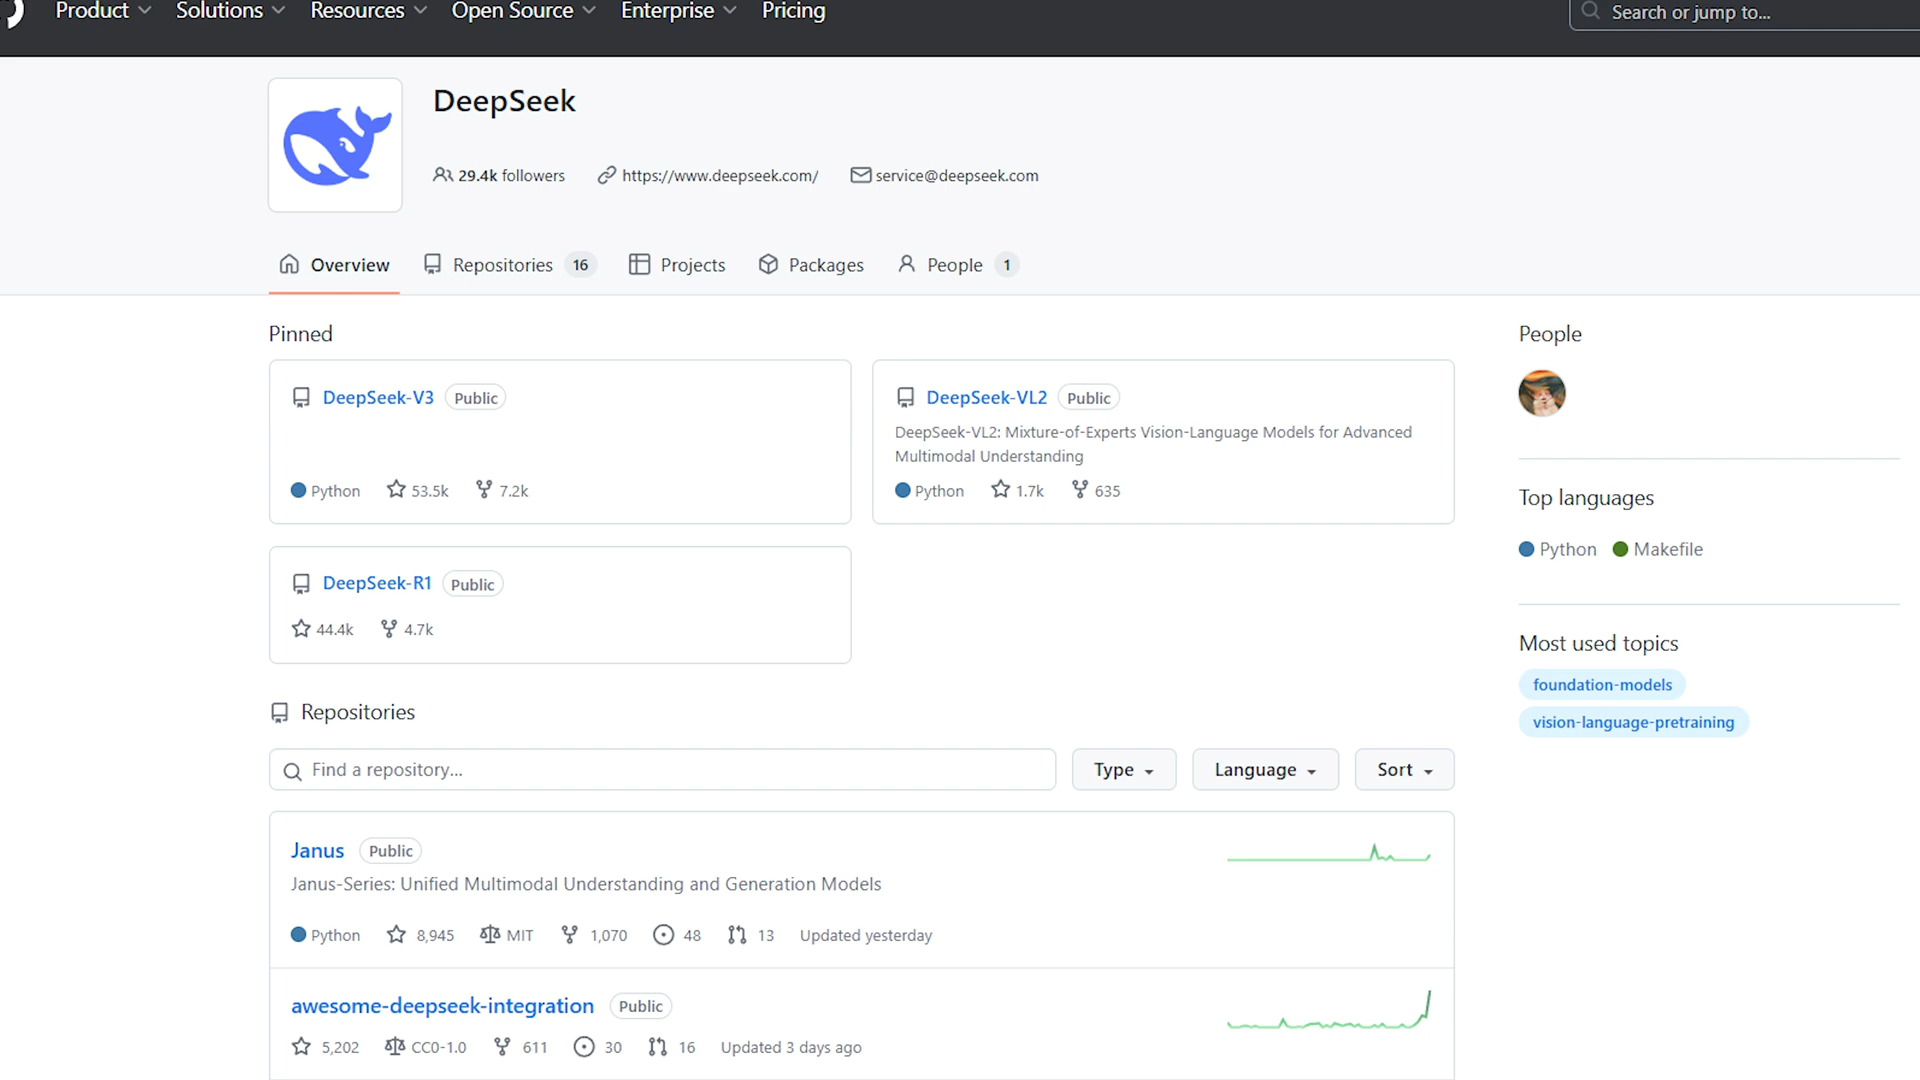 Product Solutions Resources Open Source Enterprise Pricing Search or jump to...
DeepSeek
29.4k followers https://www.deepseek.com/ service@deepseek.com
Overview Repositories 16 Projects Packages People 1
Pinned
DeepSeek-V3 Public
Python 53.5k 7.2k
DeepSeek-VL2 Public
DeepSeek-VL2: Mixture-of-Experts Vision-Language Models for Advanced
Multimodal Understanding
Python 1.7k 635
DeepSeek-R1 Public
44.4k 4.7k
Repositories
Find a repository...
Type Language Sort
Janus Public
Janus-Series: Unified Multimodal Understanding and Generation Models
Python 8,945 MIT 1,070 48 13 Updated yesterday
awesome-deepseek-integration Public
5,202 CC0-1.0 611 30 16 Updated 3 days ago
People
Top languages
Python Makefile
Most used topics
foundation-models
vision-language-pretraining